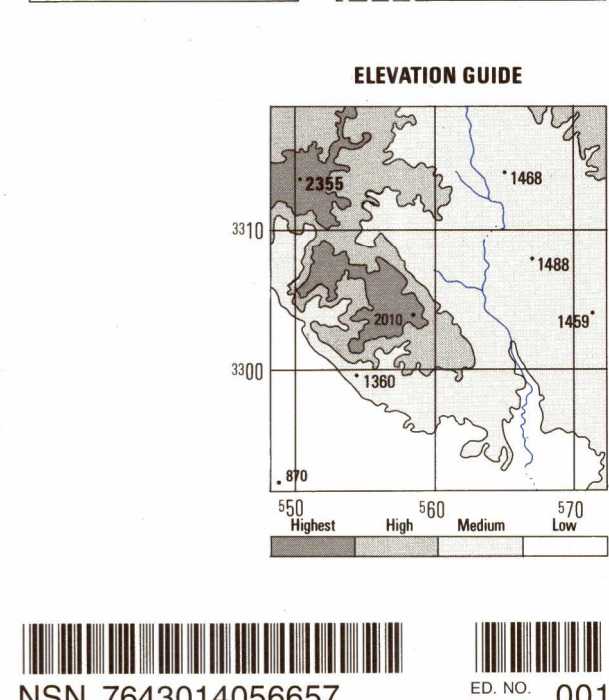 ELEVATION GUIDE
2355
1468
3310
1488
2010
1459
3300
1360
870
550 560 570
Highest High Medium Low
NSN 7643014056657
ED. NO. 001